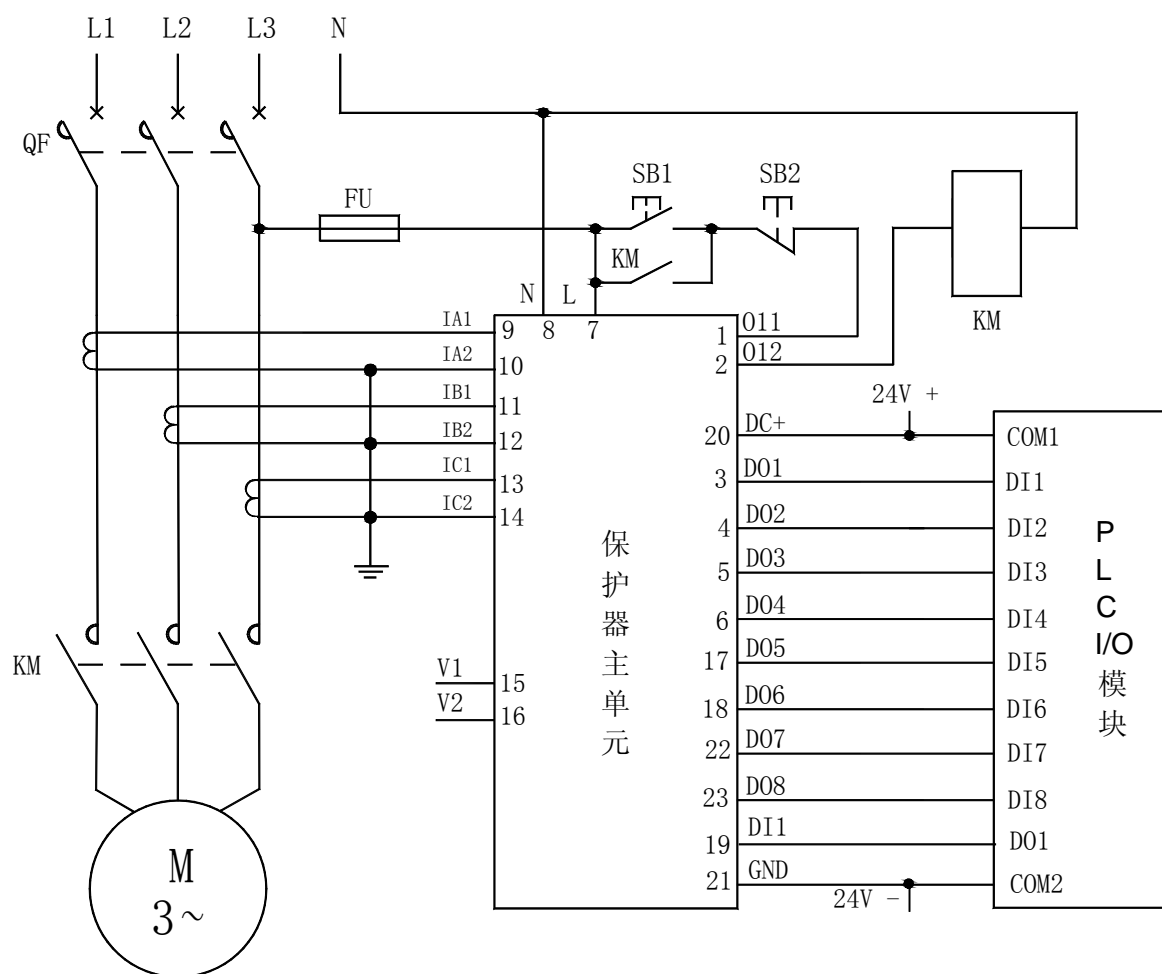 L1 L2 L3 N
QF
FU
SB1 SB2
KM
KM
N L
8 7
IA1 9
IA2 10
IB1 11
IB2 12
IC1 13
IC2 14
V1 15
V2 16
保护器主单元
1 O11
2 O12
24V +
20 DC+ COM1
3 DO1 DI1
4 DO2 DI2
5 DO3 DI3
6 DO4 DI4
17 DO5 DI5
18 DO6 DI6
22 DO7 DI7
23 DO8 DI8
19 DI1 DO1
21 GND COM2
24V -
PLC
I/O
模块
KM
M
3~